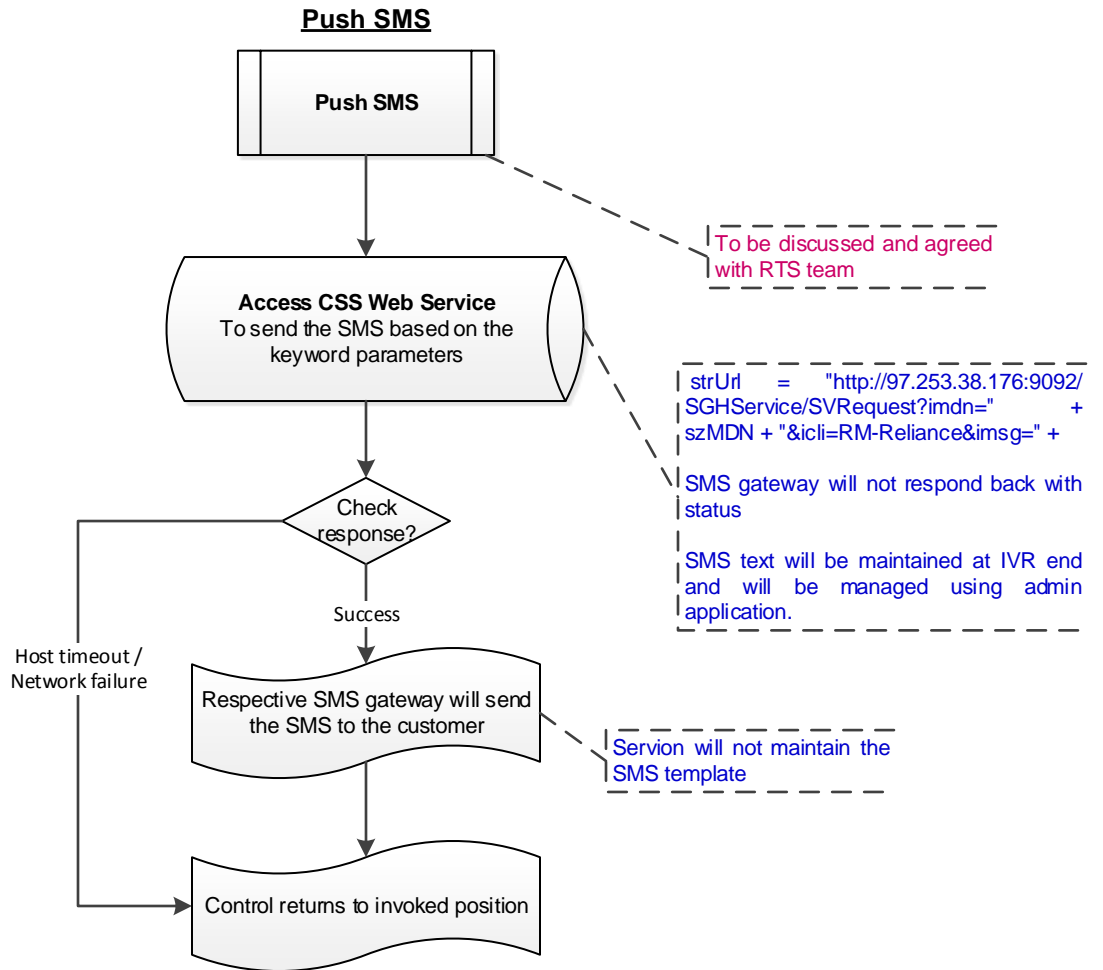 Push SMS
Push SMS
To be discussed and agreed
with RTS team
Access CSS Web Service
To send the SMS based on the
keyword parameters
strUrl = "http://97.253.38.176:9092/
SGHService/SVRequest?imdn=" +
szMDN + "&icli=RM-Reliance&imsg=" +
SMS gateway will not respond back with
status
SMS text will be maintained at IVR end
and will be managed using admin
application.
Check
response?
Success
Host timeout /
Network failure
Respective SMS gateway will send
the SMS to the customer
Servion will not maintain the
SMS template
Control returns to invoked position